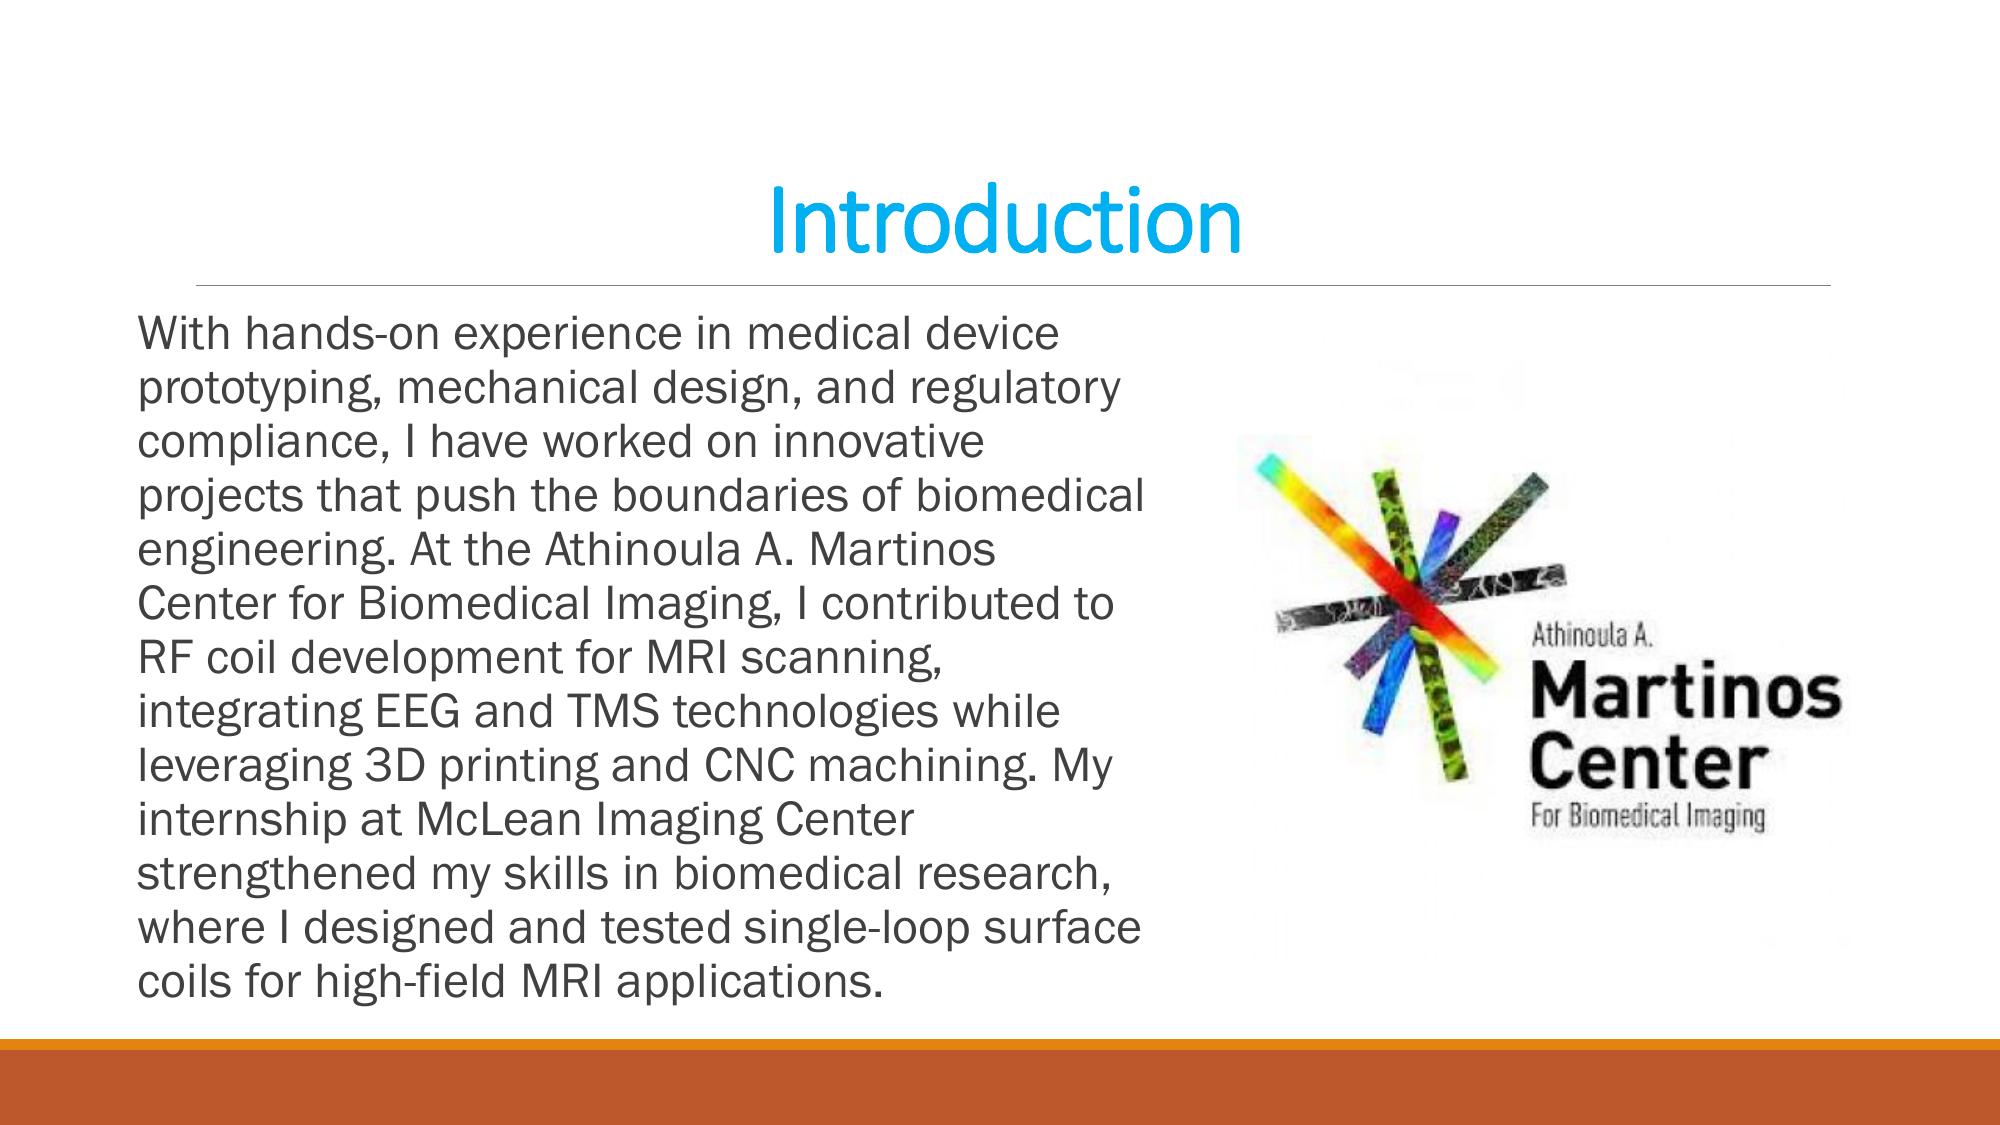 Introduction
With hands-on experience in medical device
prototyping, mechanical design, and regulatory
compliance, I have worked on innovative
projects that push the boundaries of biomedical
engineering. At the Athinoula A. Martinos
Center for Biomedical Imaging, I contributed to
RF coil development for MRI scanning,
integrating EEG and TMS technologies while
leveraging 3D printing and CNC machining. My
internship at McLean Imaging Center
strengthened my skills in biomedical research,
where I designed and tested single-loop surface
coils for high-field MRI applications.
Athinoula A.
Martinos
Center
For Biomedical Imaging